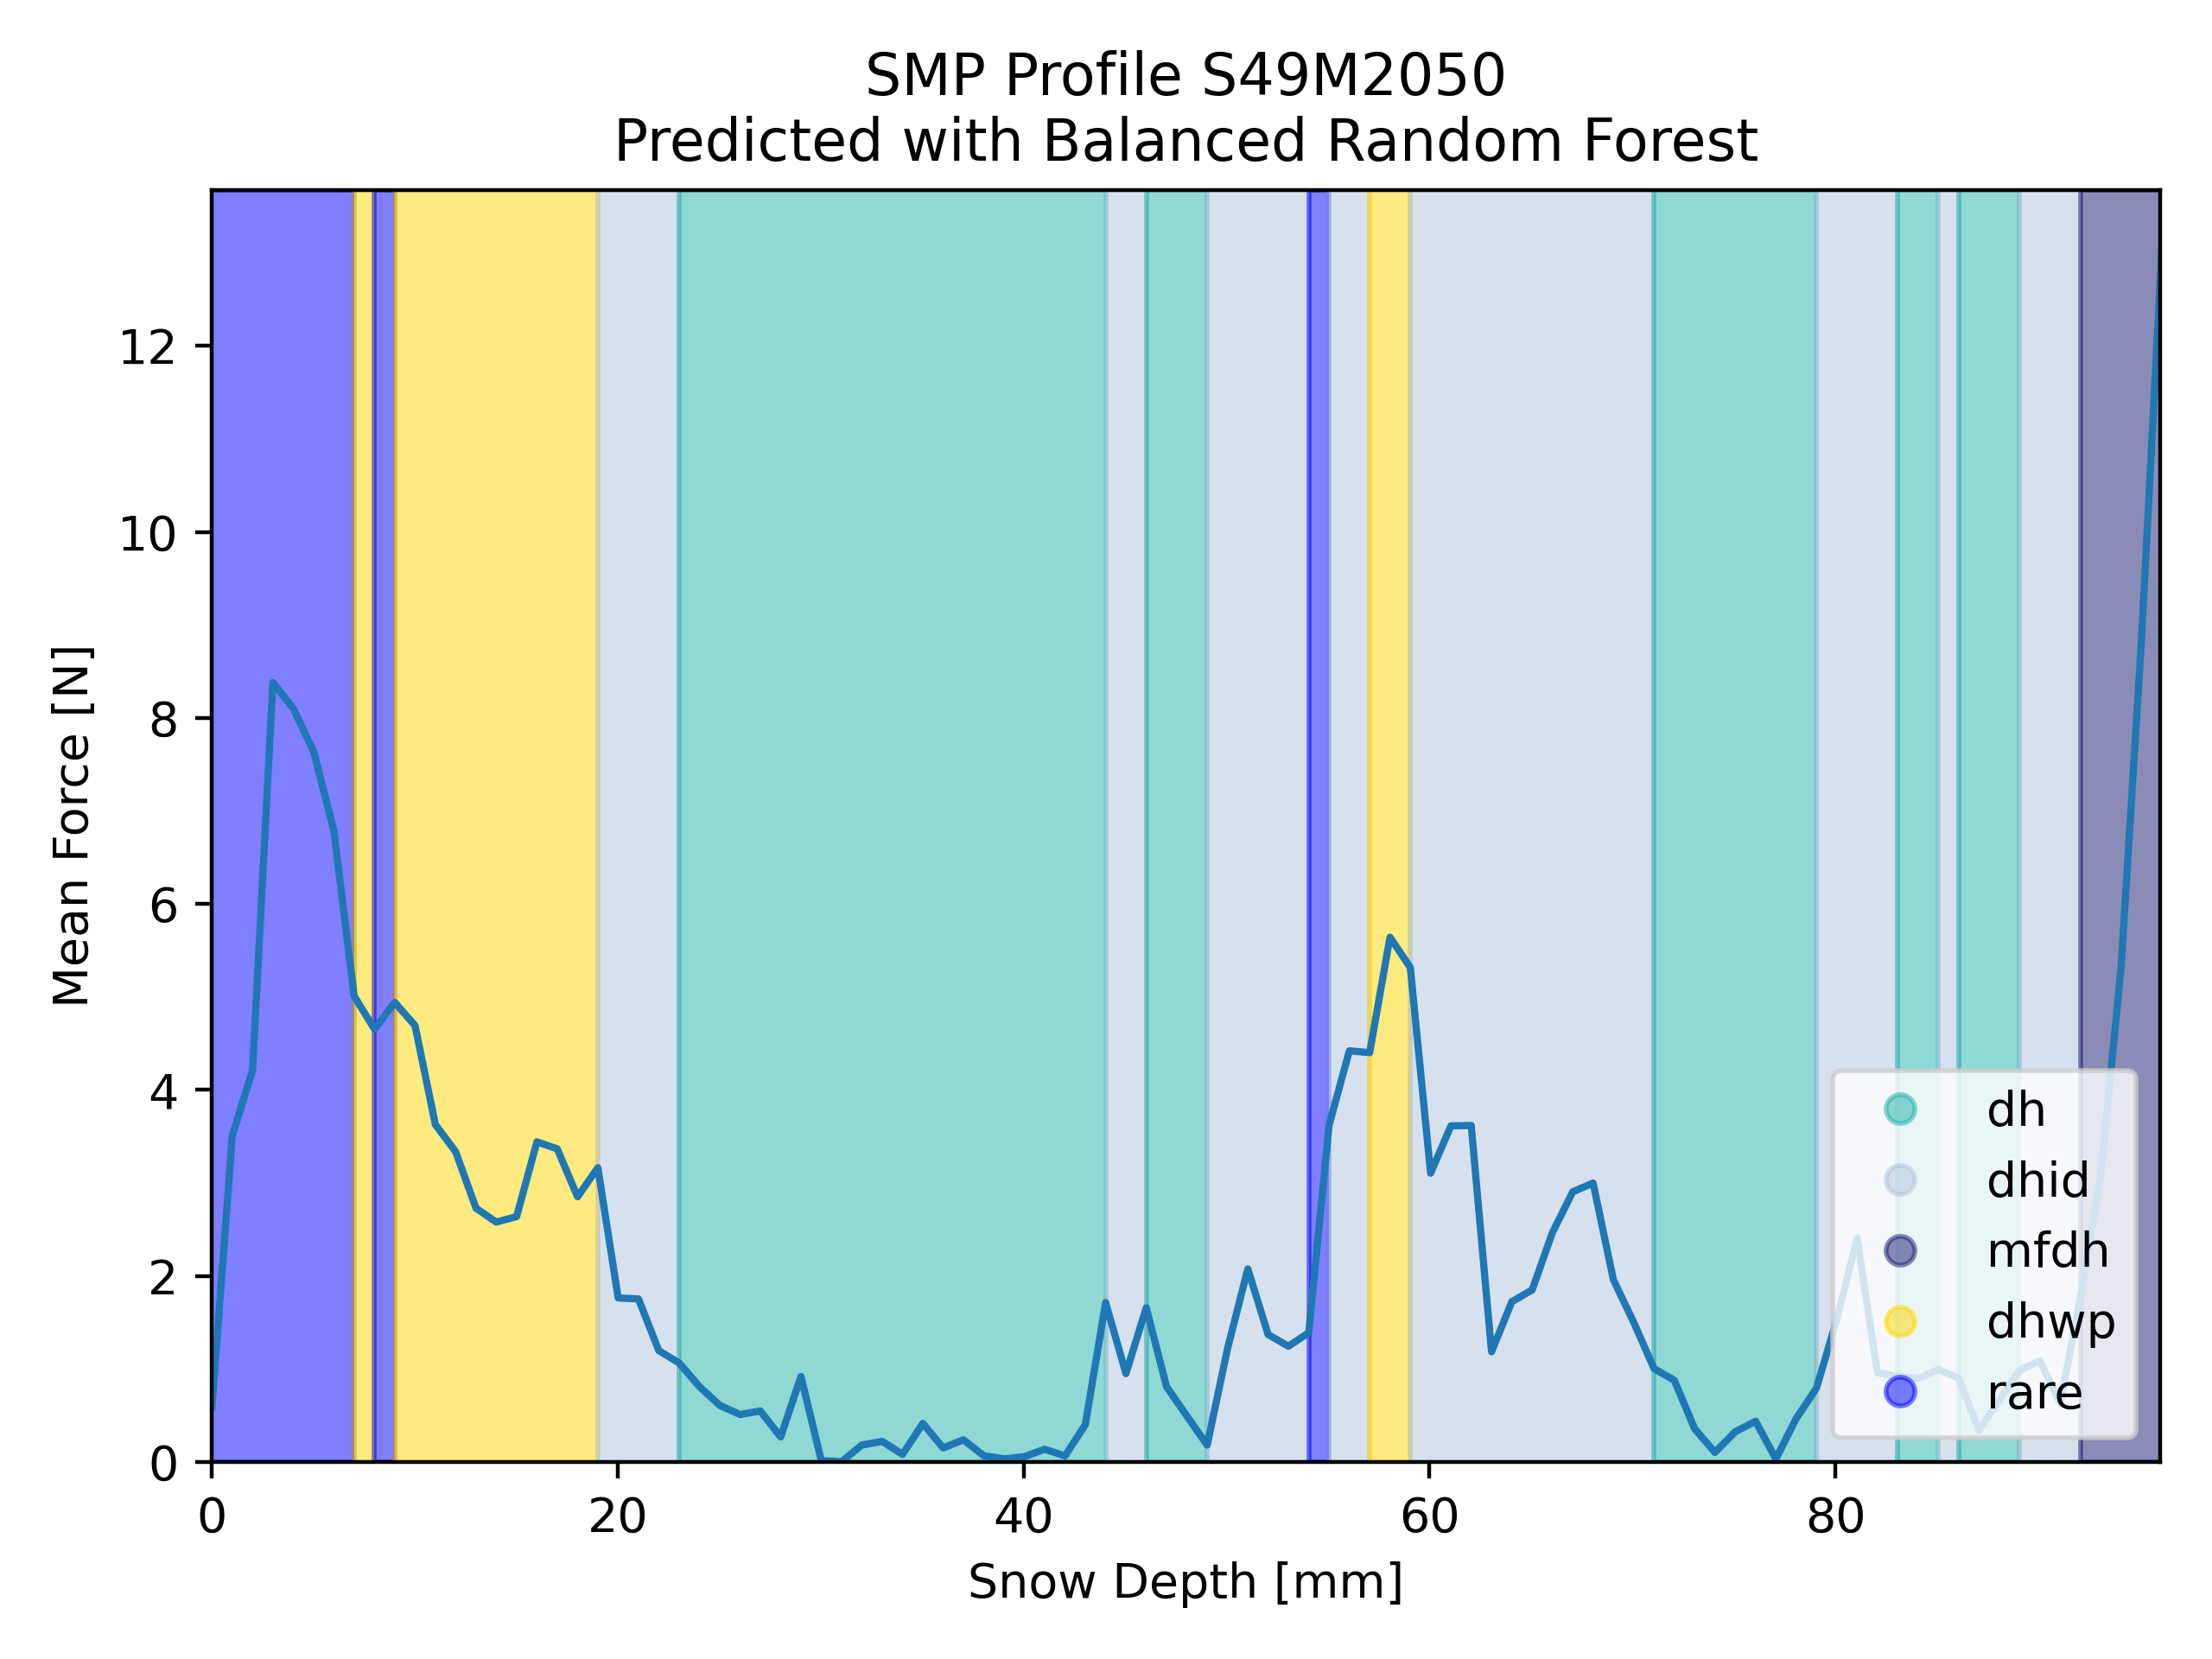 SMP Profile S49M2050
Predicted with Balanced Random Forest
Mean Force [N]
12
10
8
6
4
2
0
0
20
40
60
80
Snow Depth [mm]
dh
dhid
mfdh
dhwp
rare